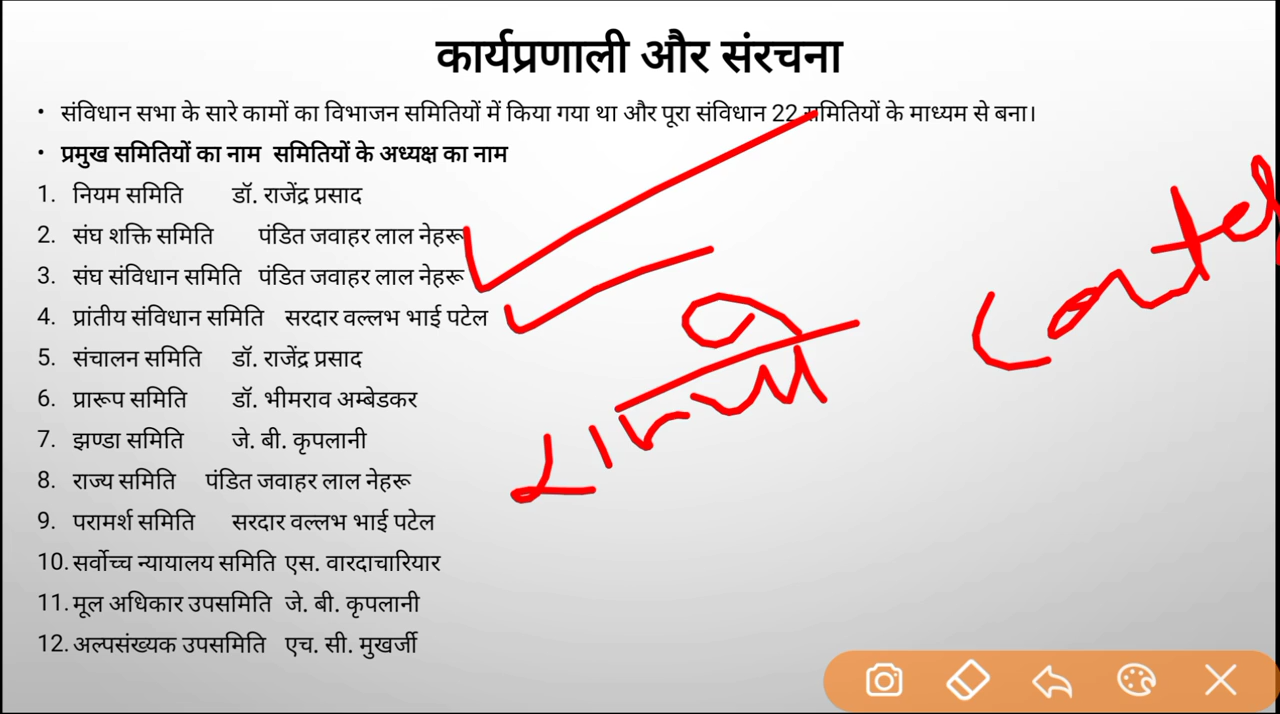 कार्यप्रणाली और संरचना
• संविधान सभा के सारे कामों का विभाजन समितियों में किया गया था और पूरा संविधान 22 समितियों के माध्यम से बना।
• प्रमुख समितियों का नाम समितियों के अध्यक्ष का नाम
1. नियम समिति डॉ. राजेंद्र प्रसाद
2. संघ शक्ति समिति पंडित जवाहर लाल नेहरू
3. संघ संविधान समिति पंडित जवाहर लाल नेहरू
4. प्रांतीय संविधान समिति सरदार वल्लभ भाई पटेल
5. संचालन समिति डॉ. राजेंद्र प्रसाद
6. प्रारूप समिति डॉ. भीमराव अम्बेडकर
7. झण्डा समिति जे. बी. कृपलानी
8. राज्य समिति पंडित जवाहर लाल नेहरू
9. परामर्श समिति सरदार वल्लभ भाई पटेल
10. सर्वोच्च न्यायालय समिति एस. वारदाचारियार
11. मूल अधिकार उपसमिति जे. बी. कृपलानी
12. अल्पसंख्यक उपसमिति एच. सी. मुखर्जी